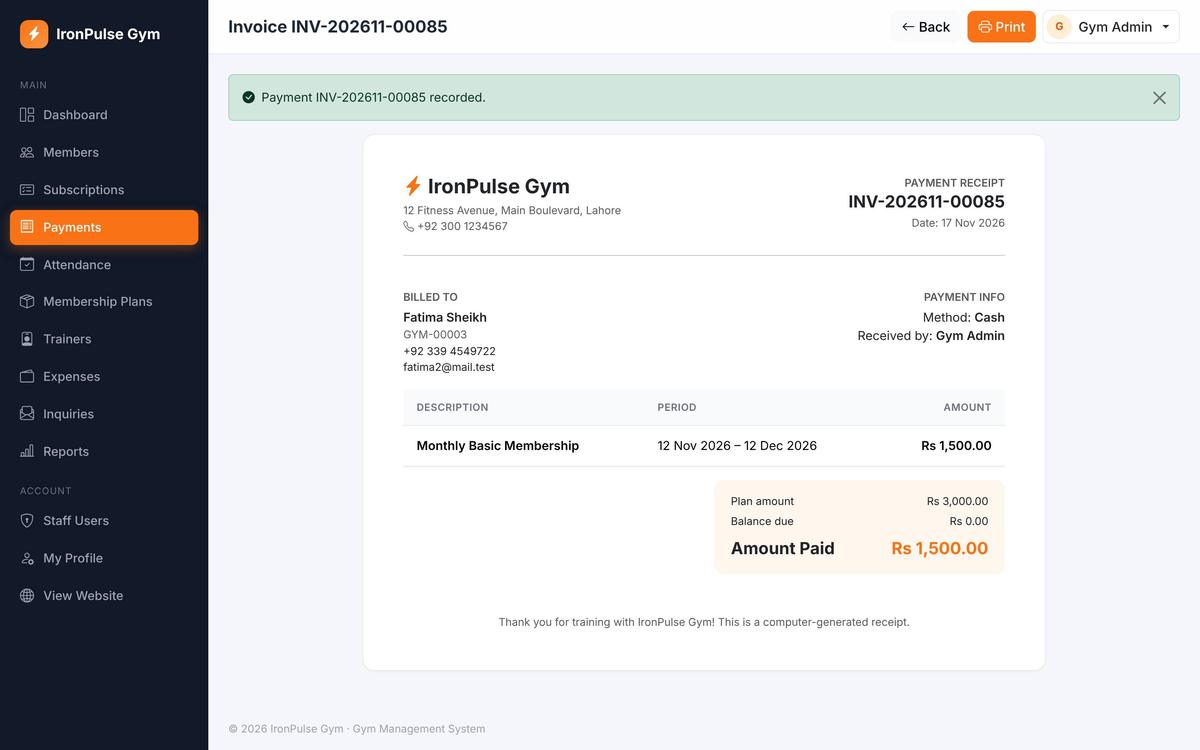 IronPulse Gym
MAIN
Dashboard
Members
Subscriptions
Payments
Attendance
Membership Plans
Trainers
Expenses
Inquiries
Reports
ACCOUNT
Staff Users
My Profile
View Website
Invoice INV-202611-00085
Back
Print
G Gym Admin
Payment INV-202611-00085 recorded.
IronPulse Gym
12 Fitness Avenue, Main Boulevard, Lahore
+92 300 1234567
PAYMENT RECEIPT
INV-202611-00085
Date: 17 Nov 2026
BILLED TO
Fatima Sheikh
GYM-00003
+92 339 4549722
fatima2@mail.test
PAYMENT INFO
Method: Cash
Received by: Gym Admin
DESCRIPTION PERIOD AMOUNT
Monthly Basic Membership 12 Nov 2026 – 12 Dec 2026 Rs 1,500.00
Plan amount Rs 3,000.00
Balance due Rs 0.00
Amount Paid Rs 1,500.00
Thank you for training with IronPulse Gym! This is a computer-generated receipt.
© 2026 IronPulse Gym · Gym Management System